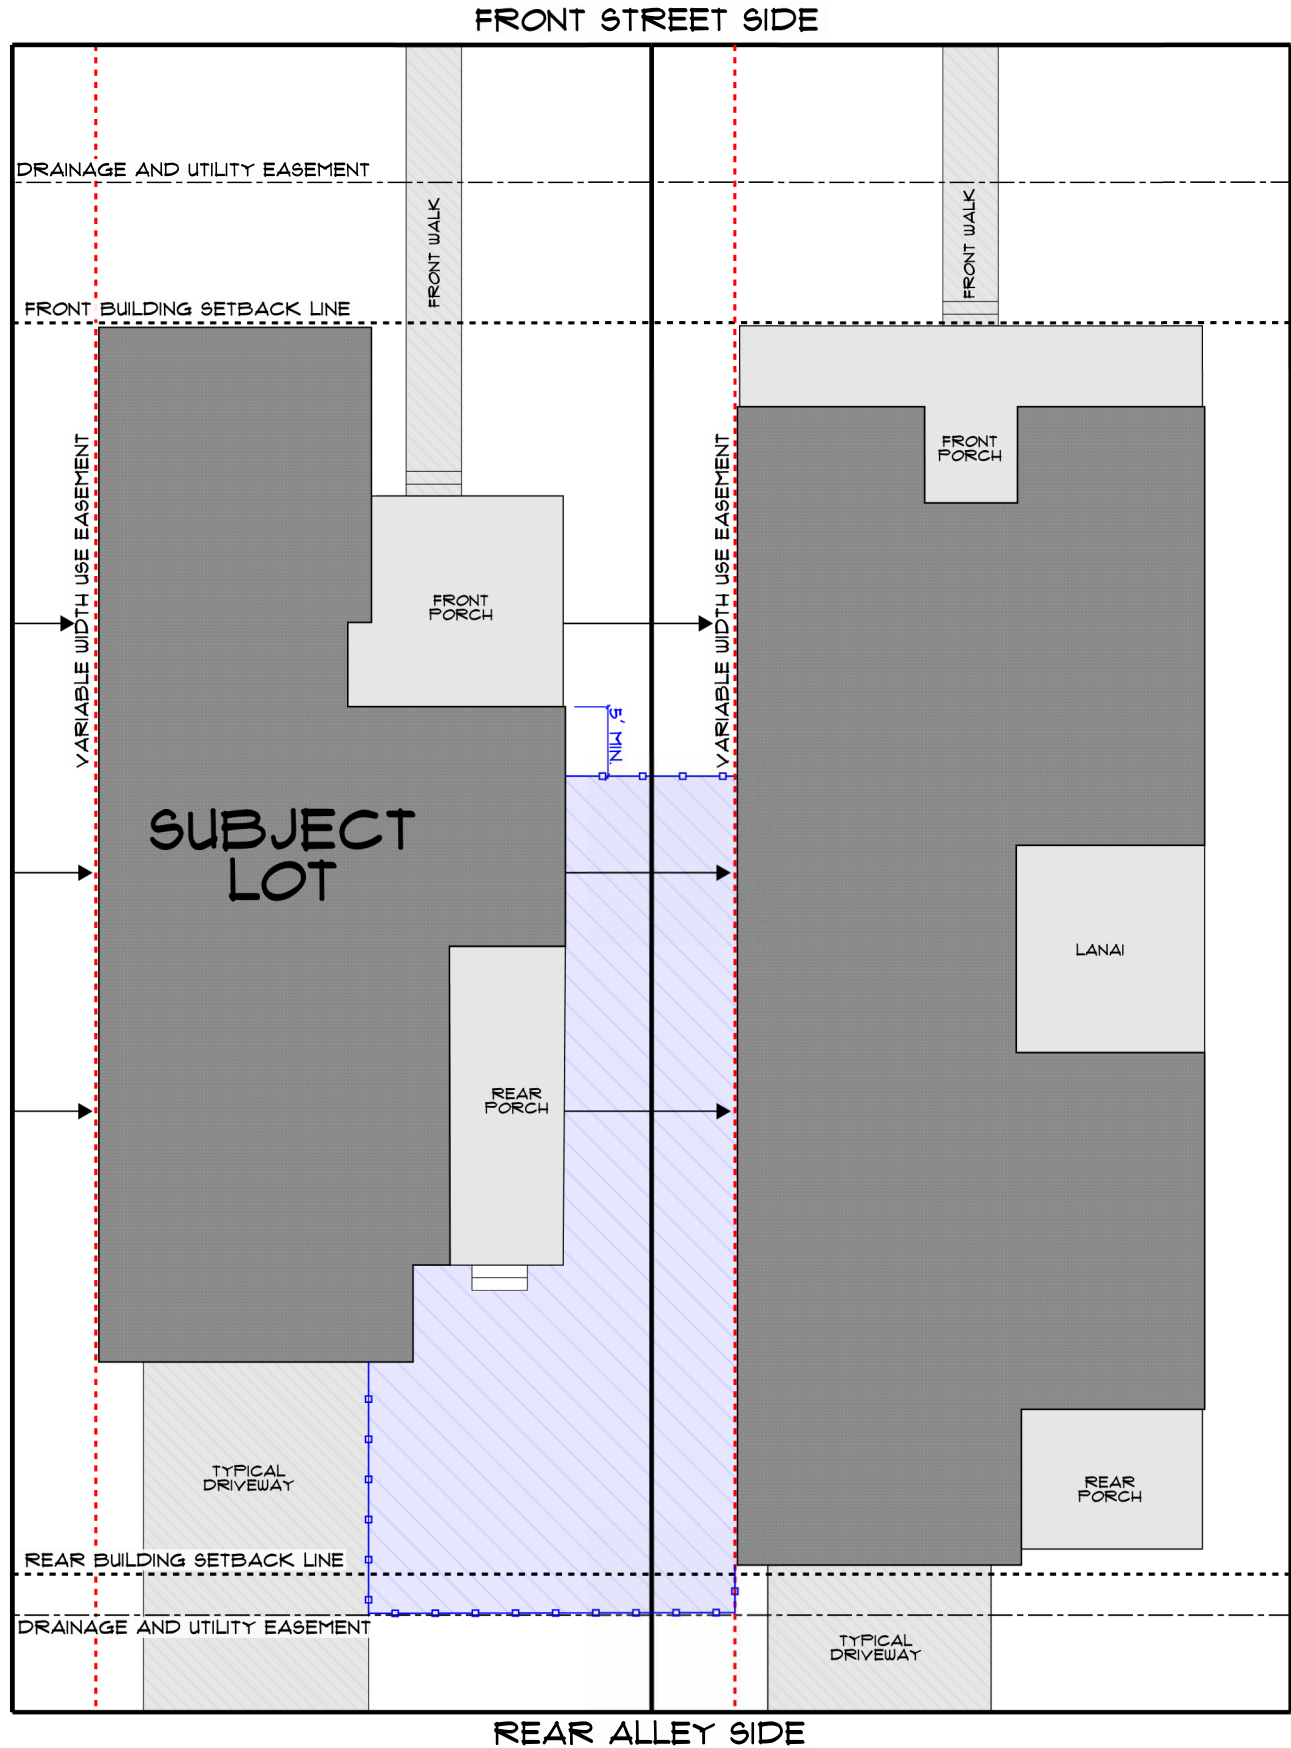 FRONT STREET SIDE
DRAINAGE AND UTILITY EASEMENT
FRONT WALK
FRONT WALK
FRONT BUILDING SETBACK LINE
FRONT
PORCH
VARIABLE WIDTH USE EASEMENT
VARIABLE WIDTH USE EASEMENT
FRONT
PORCH
5' MIN.
SUBJECT
LOT
LANAI
REAR
PORCH
TYPICAL
DRIVEWAY
REAR
PORCH
REAR BUILDING SETBACK LINE
DRAINAGE AND UTILITY EASEMENT
TYPICAL
DRIVEWAY
REAR ALLEY SIDE